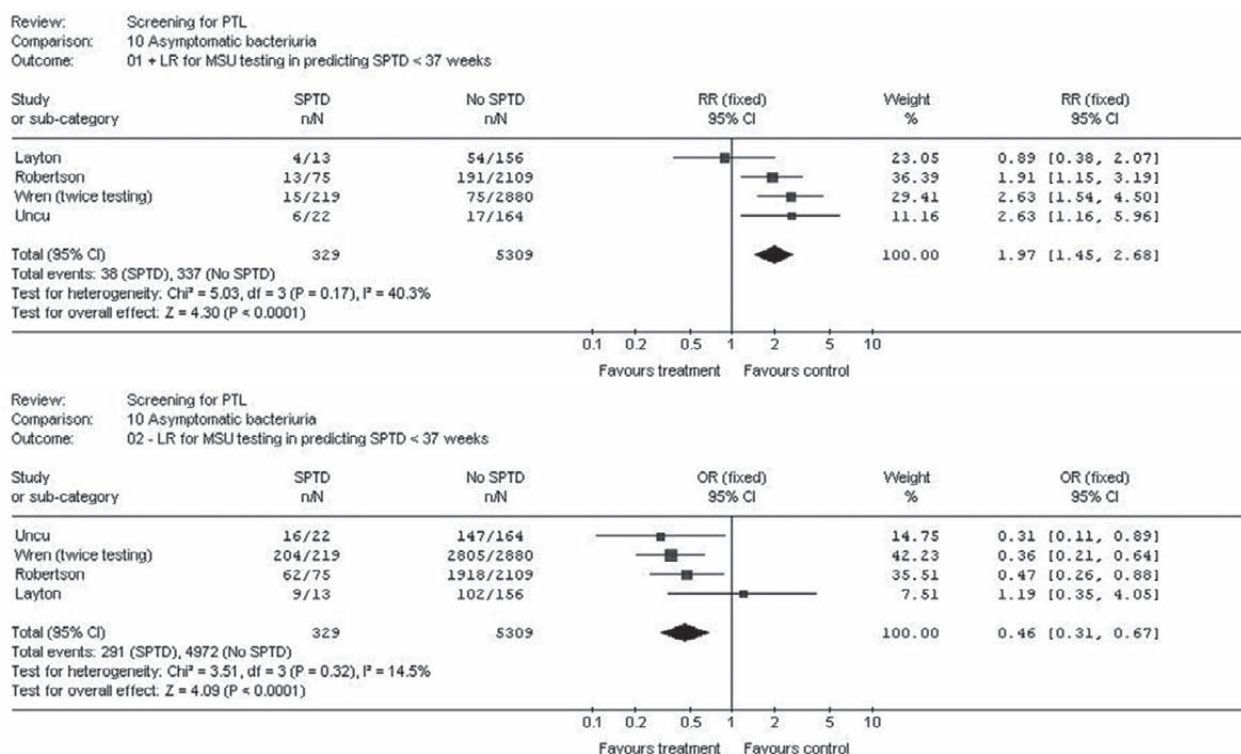 Review: Screening for PTL
Comparison: 10 Asymptomatic bacteriuria
Outcome: 01 + LR for MSU testing in predicting SPTD < 37 weeks
Study SPTD No SPTD RR (fixed) Weight RR (fixed)
or sub-category n/N n/N 95% CI % 95% CI
Layton 4/13 54/156 23.05 0.89 [0.38, 2.07]
Robertson 13/75 191/2109 36.39 1.91 [1.15, 3.19]
Wren (twice testing) 15/219 75/2880 29.41 2.63 [1.54, 4.50]
Uncu 6/22 17/164 11.16 2.63 [1.16, 5.96]
Total (95% CI) 329 5309 100.00 1.97 [1.45, 2.68]
Total events: 38 (SPTD), 337 (No SPTD)
Test for heterogeneity: Chi² = 5.03, df = 3 (P = 0.17), I² = 40.3%
Test for overall effect: Z = 4.30 (P < 0.0001)
0.1 0.2 0.5 1 2 5 10
Favours treatment Favours control
Review: Screening for PTL
Comparison: 10 Asymptomatic bacteriuria
Outcome: 02 - LR for MSU testing in predicting SPTD < 37 weeks
Study SPTD No SPTD OR (fixed) Weight OR (fixed)
or sub-category n/N n/N 95% CI % 95% CI
Uncu 16/22 147/164 14.75 0.31 [0.11, 0.89]
Wren (twice testing) 204/219 2805/2880 42.23 0.36 [0.21, 0.64]
Robertson 62/75 1918/2109 35.51 0.47 [0.26, 0.88]
Layton 9/13 102/156 7.51 1.19 [0.35, 4.05]
Total (95% CI) 329 5309 100.00 0.46 [0.31, 0.67]
Total events: 291 (SPTD), 4972 (No SPTD)
Test for heterogeneity: Chi² = 3.51, df = 3 (P = 0.32), I² = 14.5%
Test for overall effect: Z = 4.09 (P < 0.0001)
0.1 0.2 0.5 1 2 5 10
Favours treatment Favours control